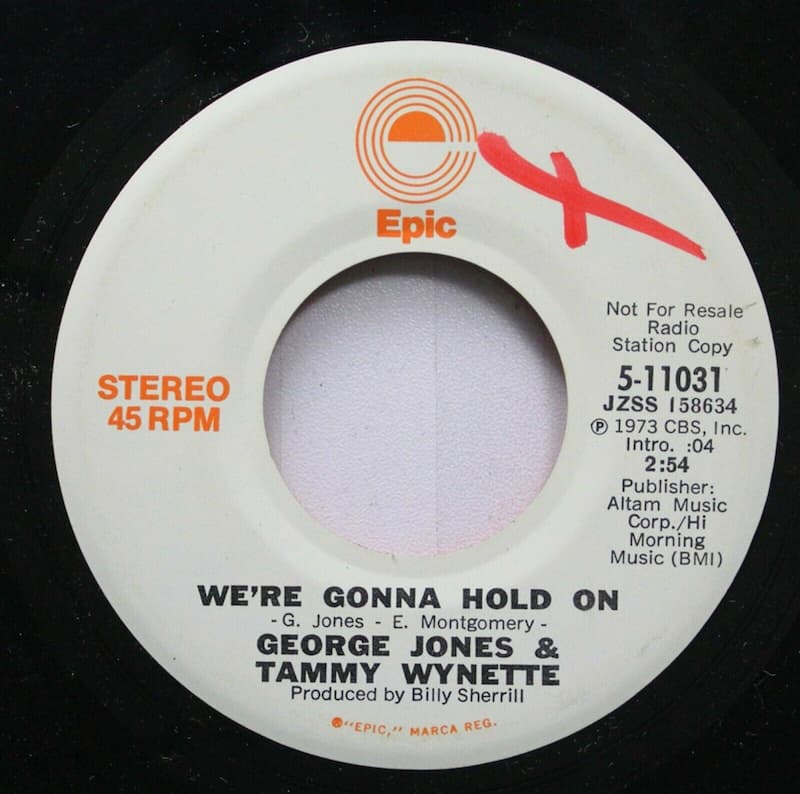 Epic
Not For Resale
Radio
Station Copy
STEREO
45 RPM
5-11031
JZSS 158634
℗ 1973 CBS, Inc.
Intro. :04
2:54
Publisher:
Altam Music
Corp./Hi
Morning
Music (BMI)
WE'RE GONNA HOLD ON
- G. Jones - E. Montgomery -
GEORGE JONES &
TAMMY WYNETTE
Produced by Billy Sherrill
"EPIC," MARCA REG.